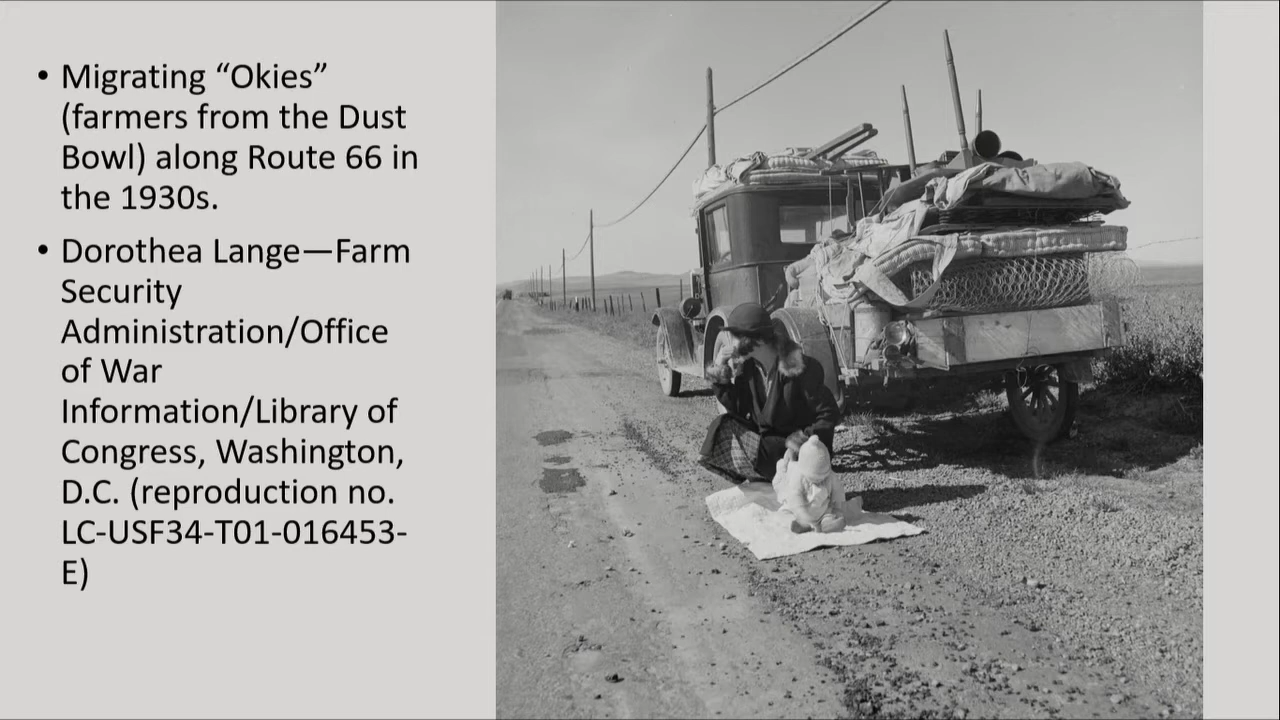 • Migrating “Okies”
(farmers from the Dust
Bowl) along Route 66 in
the 1930s.
• Dorothea Lange—Farm
Security
Administration/Office
of War
Information/Library of
Congress, Washington,
D.C. (reproduction no.
LC-USF34-T01-016453-
E)